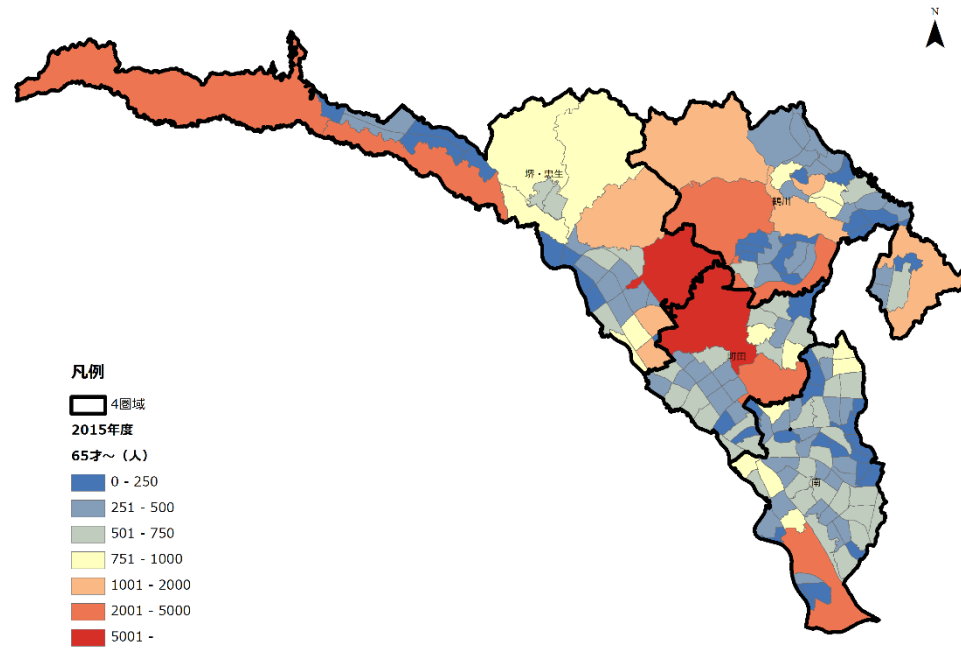 N
堺・忠生
鶴川
町田
南
凡例
4圏域
2015年度
65才～（人）
0 - 250
251 - 500
501 - 750
751 - 1000
1001 - 2000
2001 - 5000
5001 -